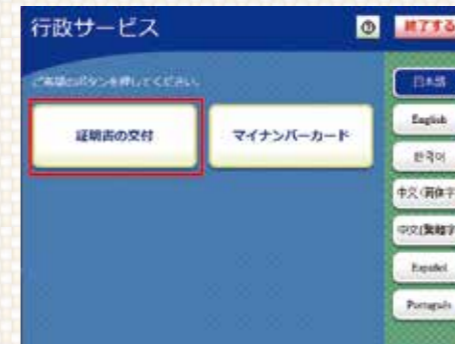 行政サービス
終了する
ご希望のボタンを押してください。
証明書の交付
マイナンバーカード
日本語
English
한국어
中文(简体字
中文(繁體字
Español
Português